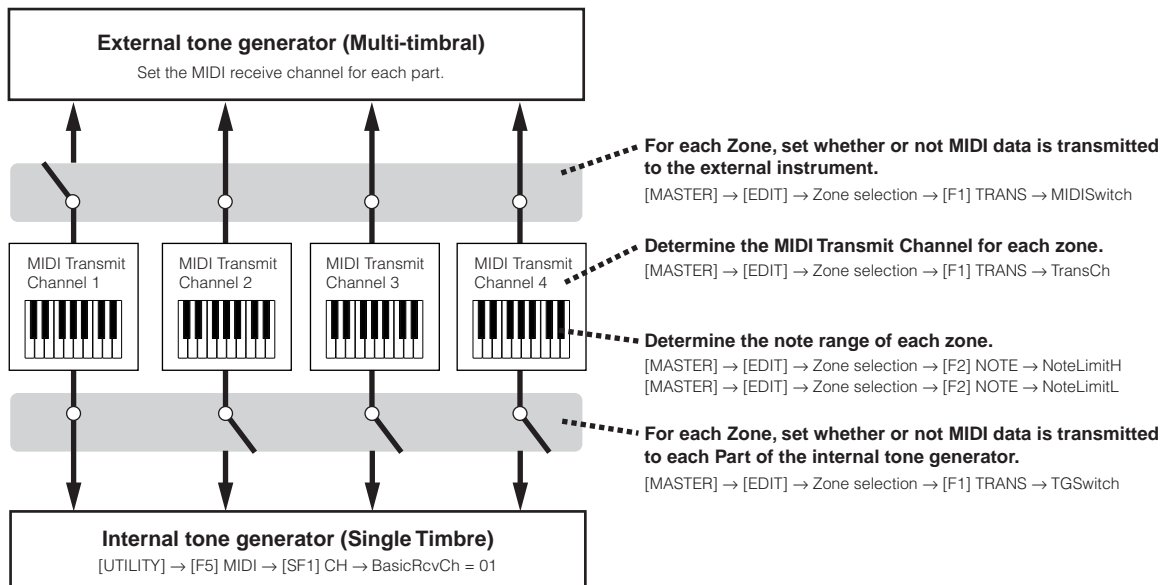 External tone generator (Multi-timbral)
Set the MIDI receive channel for each part.
For each Zone, set whether or not MIDI data is transmitted
to the external instrument.
[MASTER] → [EDIT] → Zone selection → [F1] TRANS → MIDISwitch
MIDI Transmit
Channel 1
MIDI Transmit
Channel 2
MIDI Transmit
Channel 3
MIDI Transmit
Channel 4
Determine the MIDI Transmit Channel for each zone.
[MASTER] → [EDIT] → Zone selection → [F1] TRANS → TransCh
Determine the note range of each zone.
[MASTER] → [EDIT] → Zone selection → [F2] NOTE → NoteLimitH
[MASTER] → [EDIT] → Zone selection → [F2] NOTE → NoteLimitL
For each Zone, set whether or not MIDI data is transmitted
to each Part of the internal tone generator.
[MASTER] → [EDIT] → Zone selection → [F1] TRANS → TGSwitch
Internal tone generator (Single Timbre)
[UTILITY] → [F5] MIDI → [SF1] CH → BasicRcvCh = 01